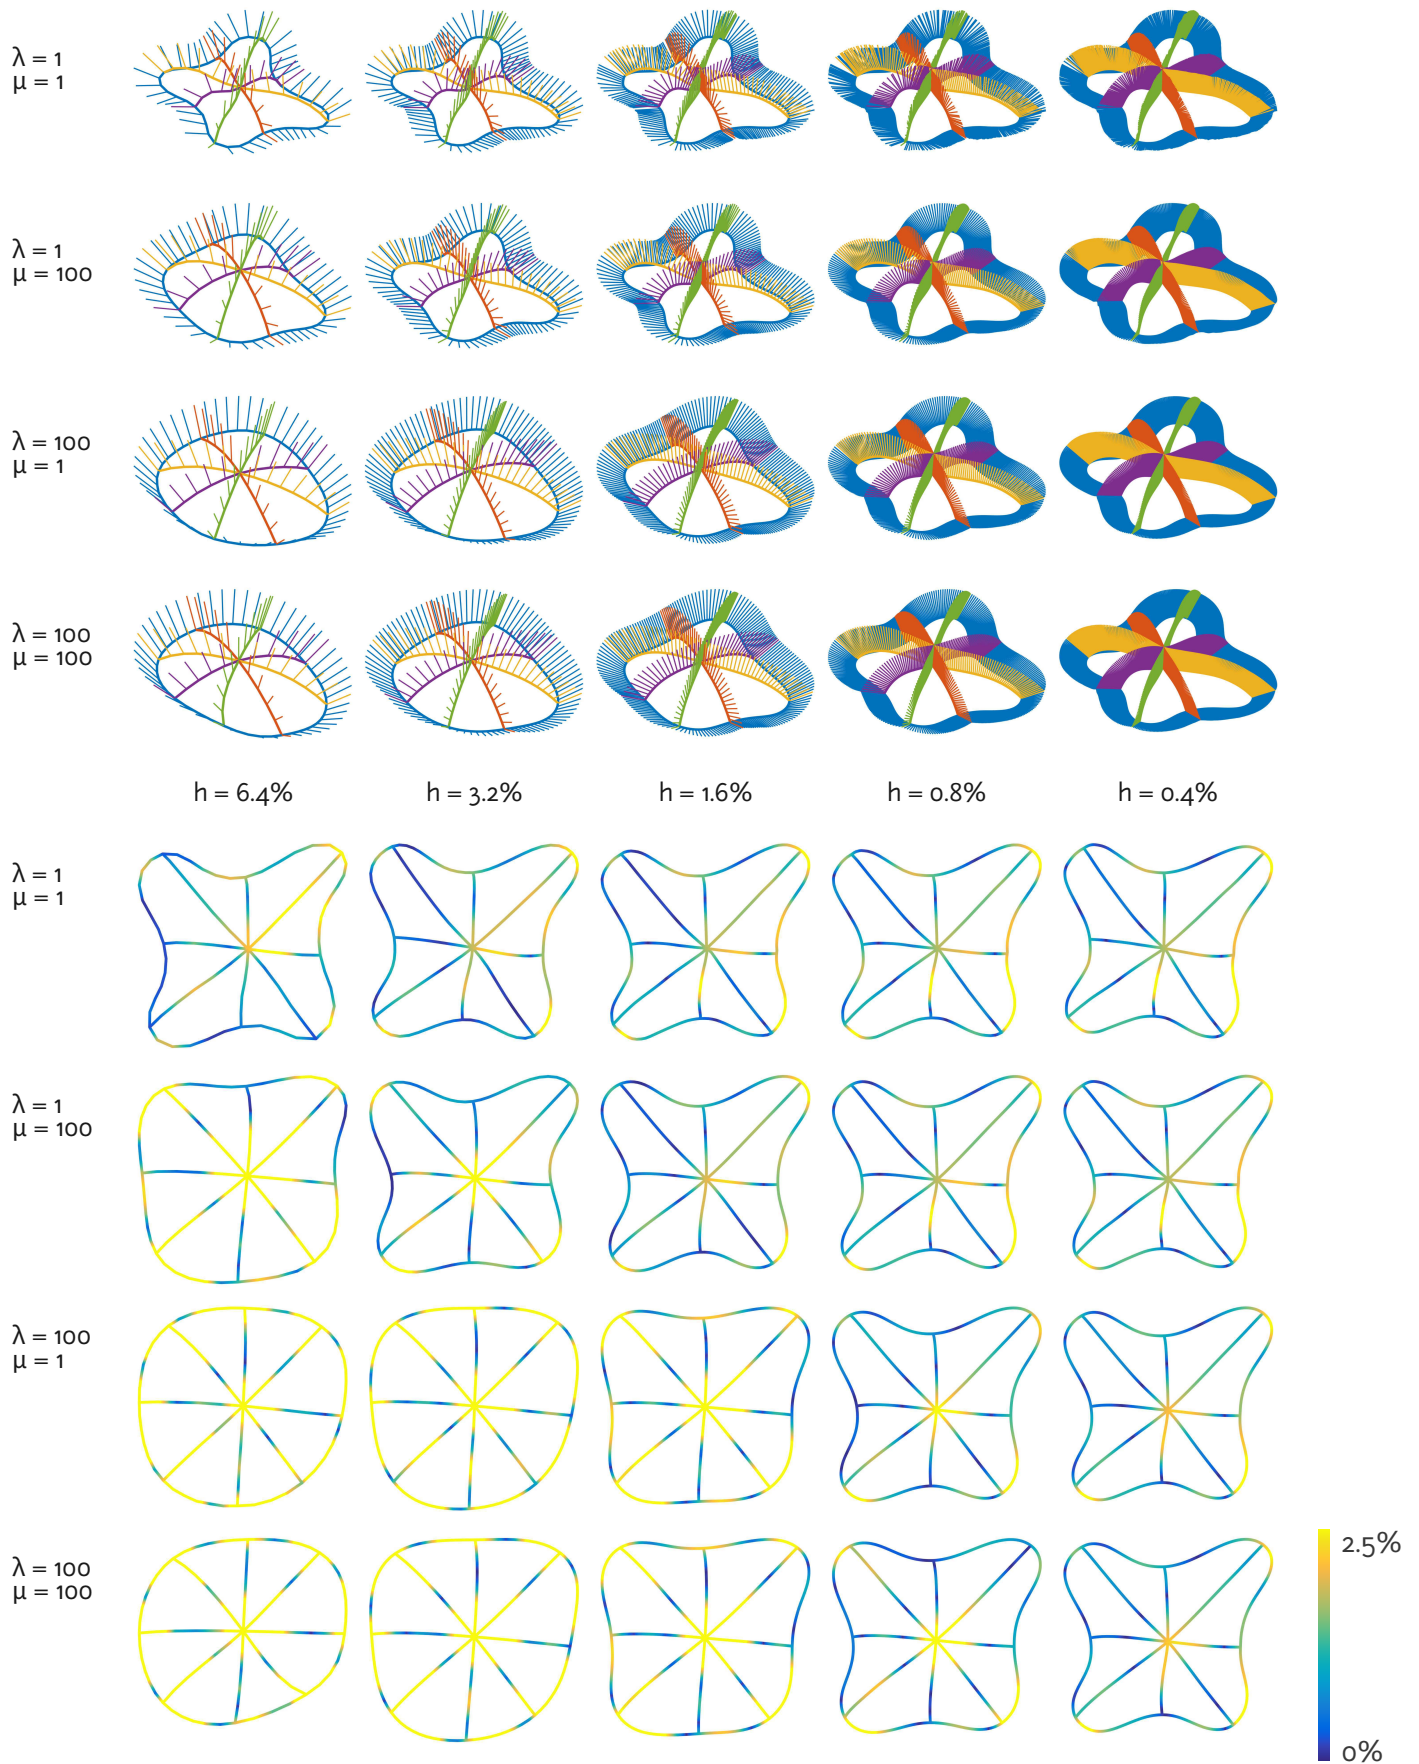 λ = 1
μ = 1
λ = 1
μ = 100
λ = 100
μ = 1
λ = 100
μ = 100
h = 6.4% h = 3.2% h = 1.6% h = 0.8% h = 0.4%
λ = 1
μ = 1
λ = 1
μ = 100
λ = 100
μ = 1
λ = 100
μ = 100
2.5%
0%